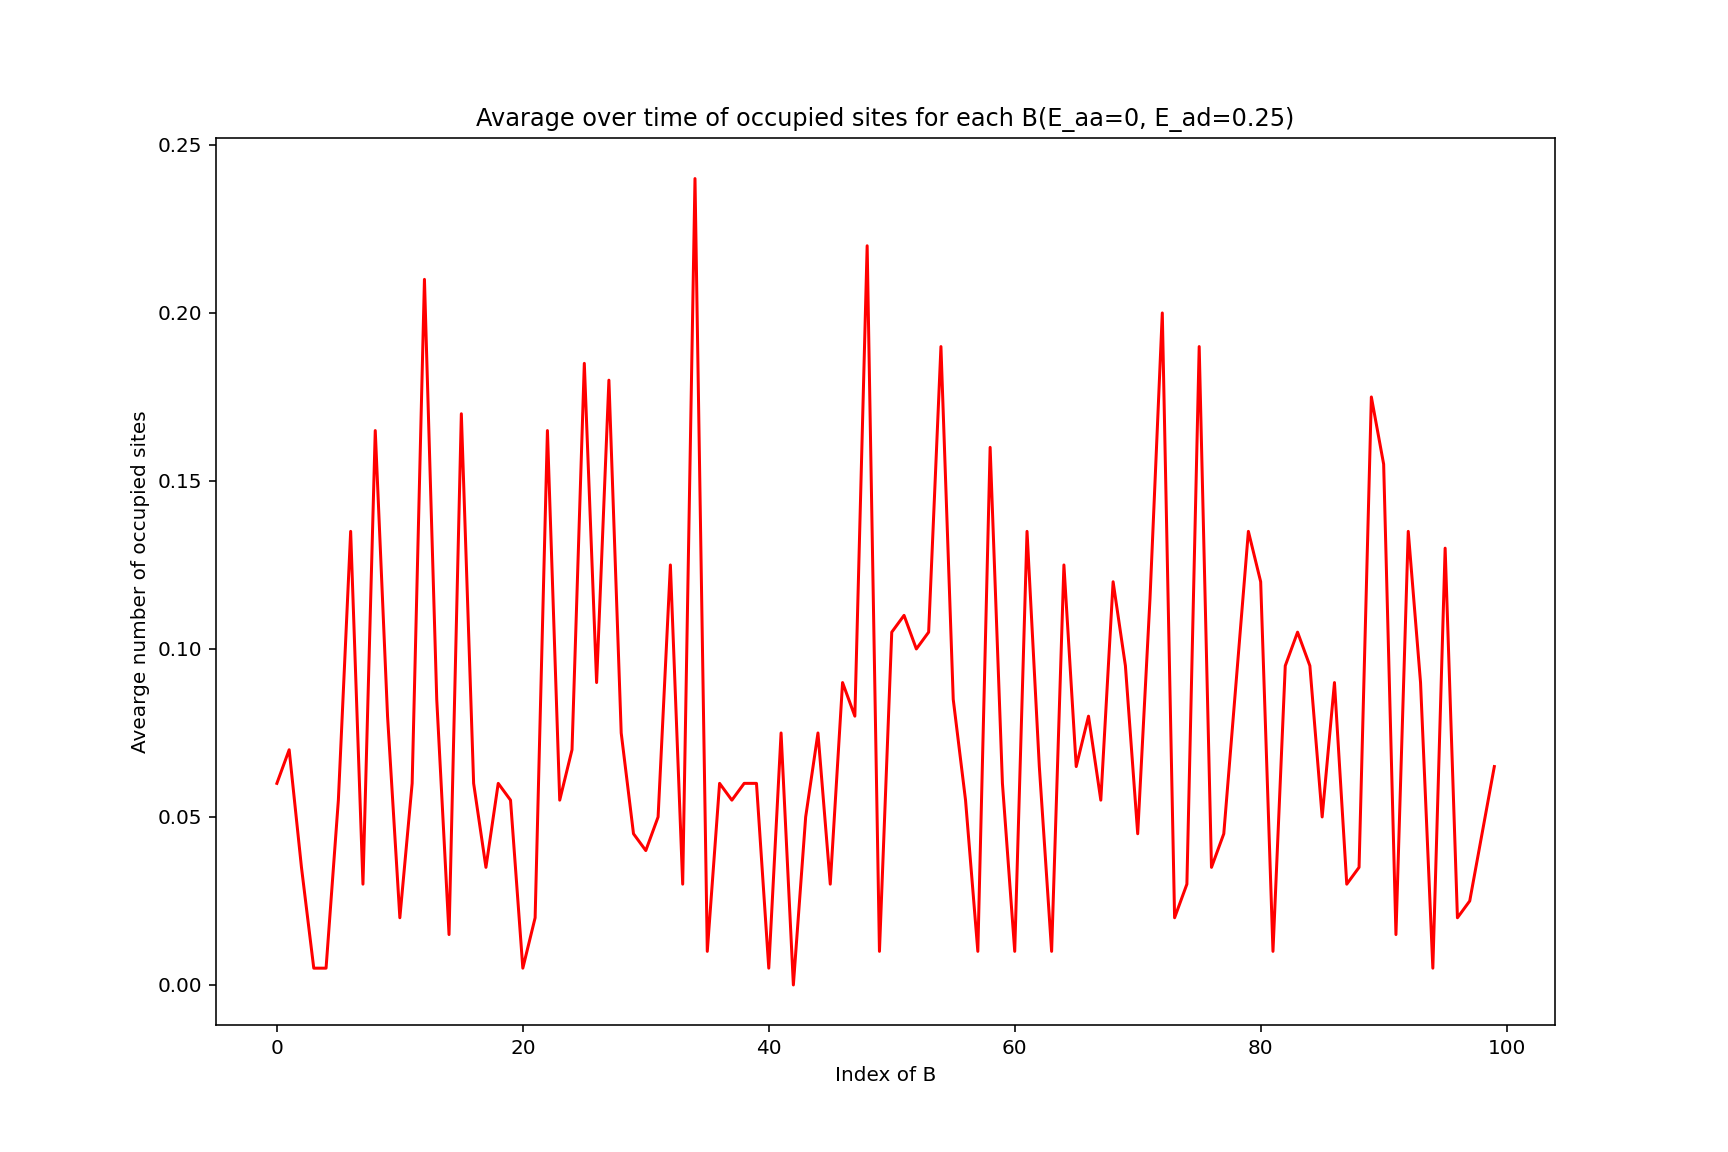 Avarage over time of occupied sites for each B(E_aa=0, E_ad=0.25)
0.25
0.20
0.15
0.10
0.05
0.00
Avearge number of occupied sites
0 20 40 60 80 100
Index of B